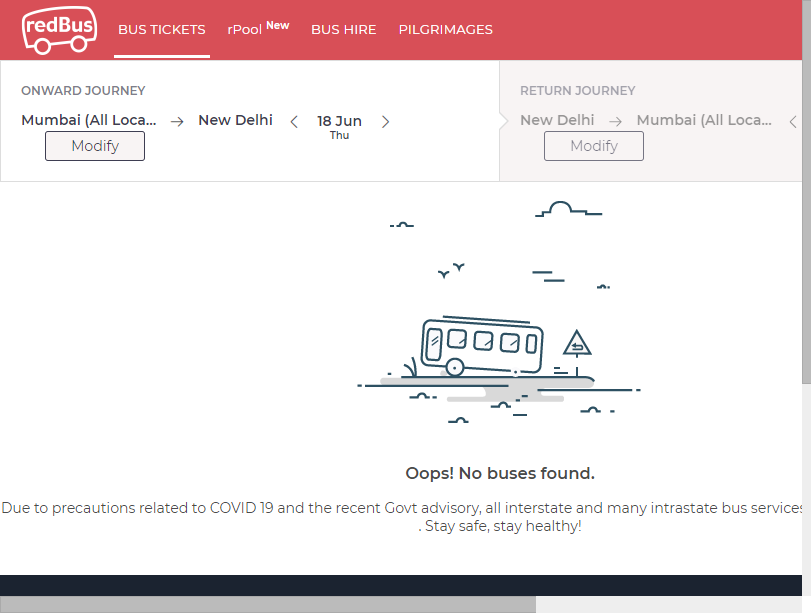 redBus
BUS TICKETS
rPool New
BUS HIRE
PILGRIMAGES
ONWARD JOURNEY
Mumbai (All Loca... → New Delhi < 18 Jun >
Thu
Modify
RETURN JOURNEY
New Delhi → Mumbai (All Loca... <
Modify
Oops! No buses found.
Due to precautions related to COVID 19 and the recent Govt advisory, all interstate and many intrastate bus services
. Stay safe, stay healthy!